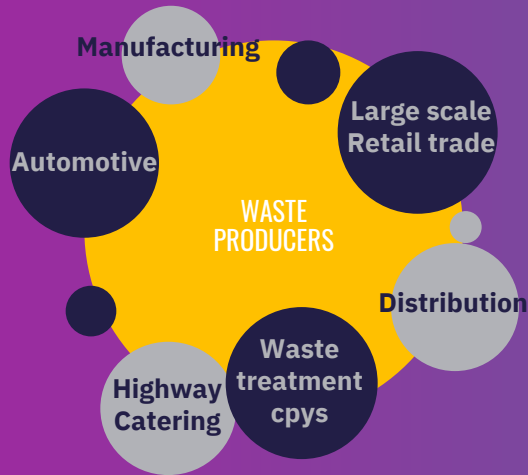 Manufacturing
Large scale
Retail trade
Automotive
WASTE
PRODUCERS
Distribution
Waste
treatment
cpys
Highway
Catering